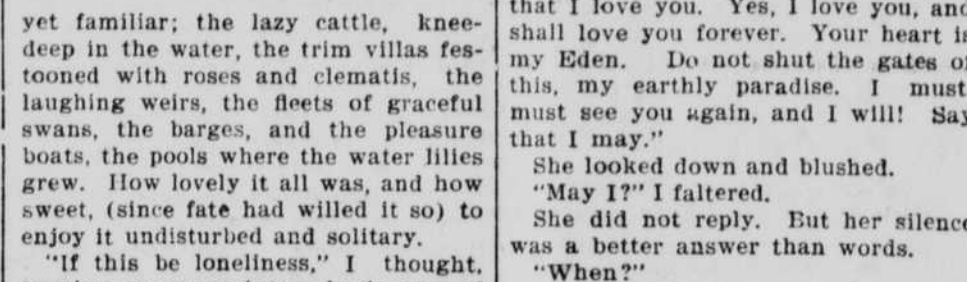 yet familiar; the lazy cattle, knee-
deep in the water, the trim villas fes-
tooned with roses and clematis, the
laughing weirs, the fleets of graceful
swans, the barges, and the pleasure
boats, the pools where the water lilies
grew. How lovely it all was, and how
sweet, (since fate had willed it so) to
enjoy it undisturbed and solitary.
"If this be loneliness," I thought,
that I love you. Yes, I love you, and
shall love you forever. Your heart is
my Eden. Do not shut the gates of
this, my earthly paradise. I must,
must see you again, and I will! Say
that I may."
She looked down and blushed.
"May I?" I faltered.
She did not reply. But her silence
was a better answer than words.
"When?"